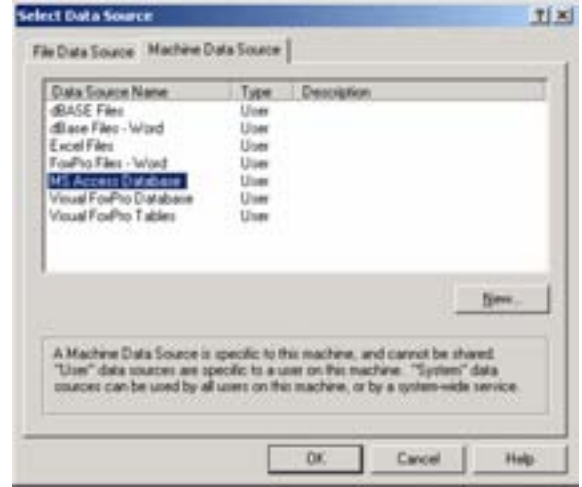 Select Data Source
File Data Source Machine Data Source
Data Source Name Type Description
dBASE Files User
dBase Files - Word User
Excel Files User
FoxPro Files - Word User
MS Access Database User
Visual FoxPro Database User
Visual FoxPro Tables User
New...
A Machine Data Source is specific to this machine, and cannot be shared.
"User" data sources are specific to a user on this machine. "System" data
sources can be used by all users on this machine, or by a system-wide service.
OK Cancel Help